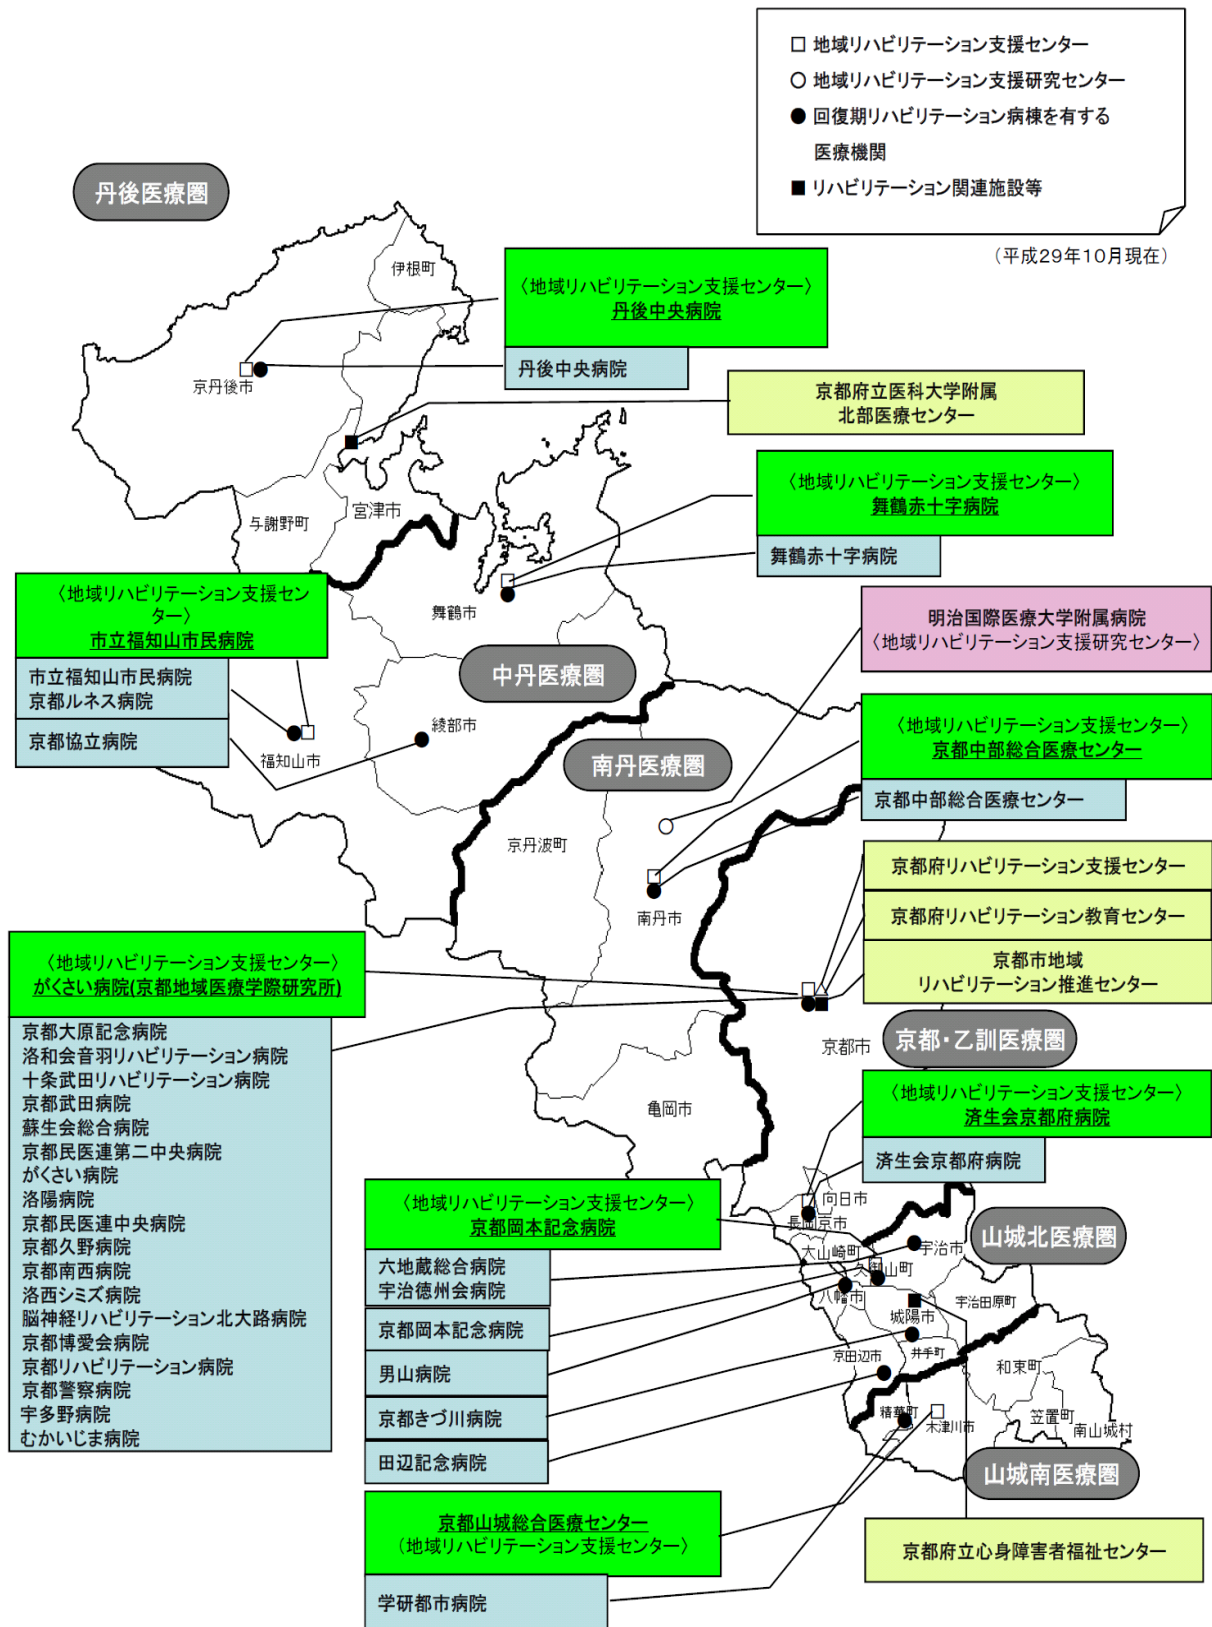 □ 地域リハビリテーション支援センター
○ 地域リハビリテーション支援研究センター
● 回復期リハビリテーション病棟を有する
医療機関
■ リハビリテーション関連施設等
（平成29年10月現在）
丹後医療圏
伊根町
〈地域リハビリテーション支援センター〉
丹後中央病院
丹後中央病院
京丹後市
京都府立医科大学附属
北部医療センター
〈地域リハビリテーション支援センター〉
舞鶴赤十字病院
舞鶴赤十字病院
与謝野町
宮津市
舞鶴市
〈地域リハビリテーション支援セン
ター〉
市立福知山市民病院
市立福知山市民病院
京都ルネス病院
京都協立病院
福知山市
綾部市
中丹医療圏
明治国際医療大学附属病院
〈地域リハビリテーション支援研究センター〉
南丹医療圏
〈地域リハビリテーション支援センター〉
京都中部総合医療センター
京都中部総合医療センター
京丹波町
南丹市
京都府リハビリテーション支援センター
京都府リハビリテーション教育センター
京都市地域
リハビリテーション推進センター
〈地域リハビリテーション支援センター〉
がくさい病院(京都地域医療学際研究所)
京都大原記念病院
洛和会音羽リハビリテーション病院
十条武田リハビリテーション病院
京都武田病院
蘇生会総合病院
京都民医連第二中央病院
がくさい病院
洛陽病院
京都民医連中央病院
京都久野病院
京都南西病院
洛西シミズ病院
脳神経リハビリテーション北大路病院
京都博愛会病院
京都リハビリテーション病院
京都警察病院
宇多野病院
むかいじま病院
京都市
京都・乙訓医療圏
亀岡市
〈地域リハビリテーション支援センター〉
済生会京都府病院
済生会京都府病院
向日市
長岡京市
大山崎町
〈地域リハビリテーション支援センター〉
京都岡本記念病院
六地蔵総合病院
宇治徳州会病院
京都岡本記念病院
男山病院
京都きづ川病院
田辺記念病院
山城北医療圏
宇治市
久御山町
八幡市
宇治田原町
城陽市
井手町
京田辺市
和束町
精華町
木津川市
笠置町
南山城村
山城南医療圏
京都山城総合医療センター
〈地域リハビリテーション支援センター〉
学研都市病院
京都府立心身障害者福祉センター